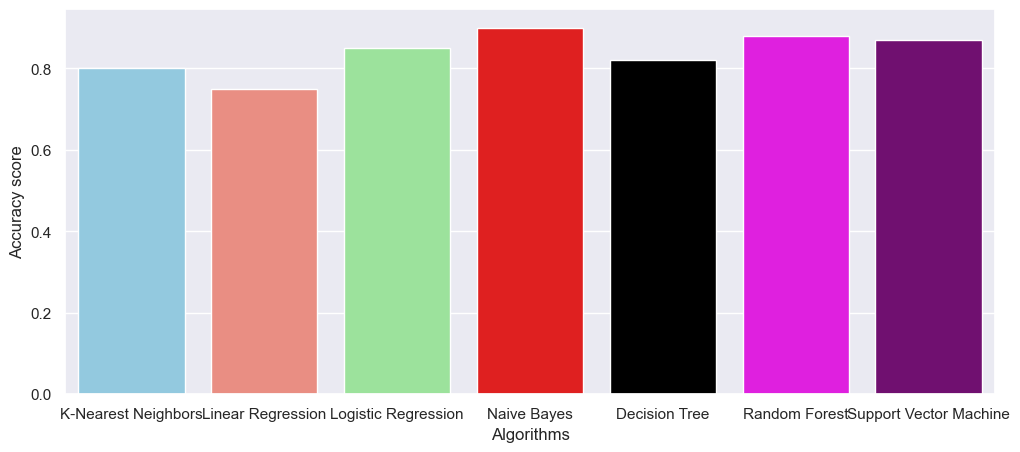 Accuracy score
0.8
0.6
0.4
0.2
0.0
K-Nearest Neighbors Linear Regression Logistic Regression Naive Bayes Decision Tree Random Forest Support Vector Machine
Algorithms